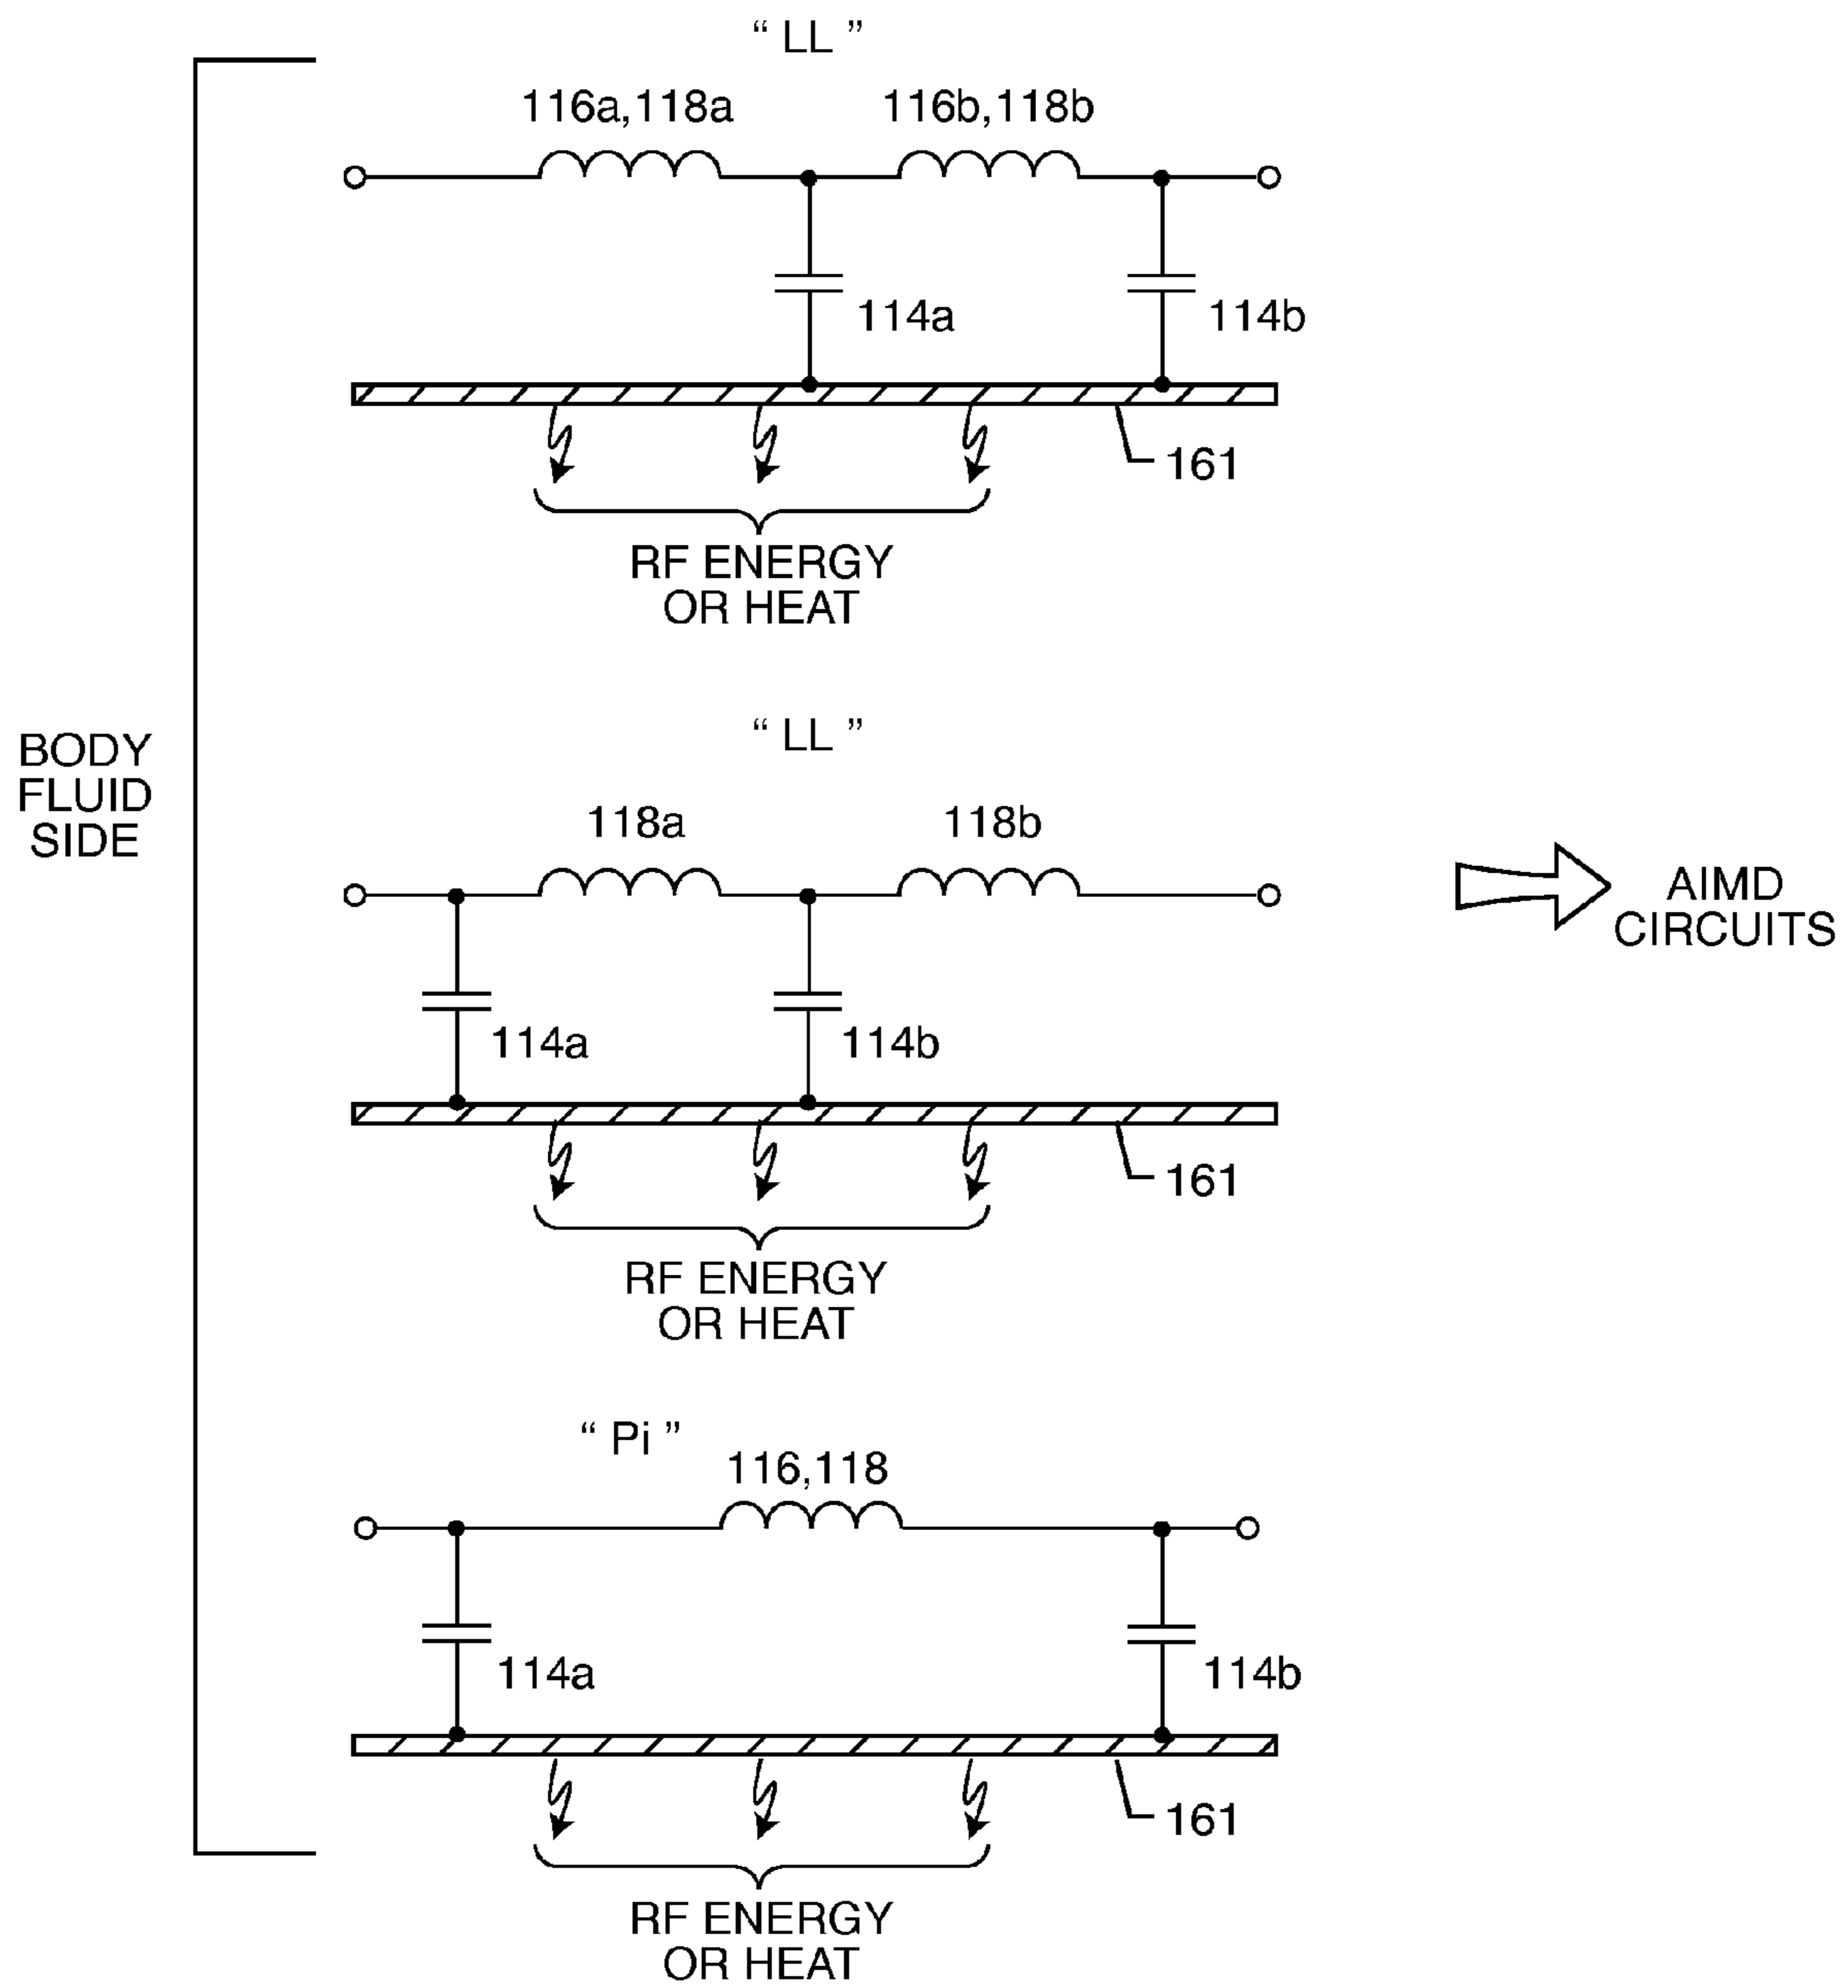 “ LL ”
116a,118a
116b,118b
114a
114b
161
RF ENERGY
OR HEAT
BODY
FLUID
SIDE
“ LL ”
118a
118b
114a
114b
161
RF ENERGY
OR HEAT
AIMD
CIRCUITS
“ Pi ”
116,118
114a
114b
161
RF ENERGY
OR HEAT